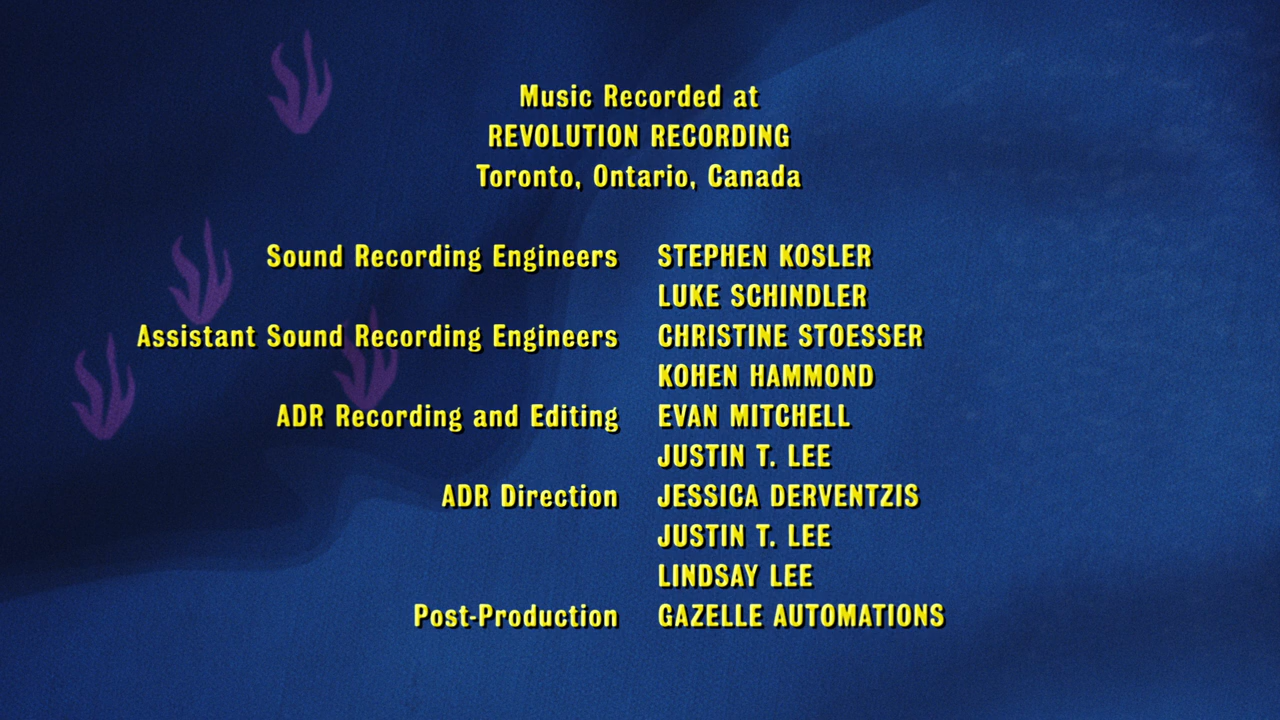 Music Recorded at
REVOLUTION RECORDING
Toronto, Ontario, Canada
Sound Recording Engineers STEPHEN KOSLER
LUKE SCHINDLER
Assistant Sound Recording Engineers CHRISTINE STOESSER
KOHEN HAMMOND
ADR Recording and Editing EVAN MITCHELL
JUSTIN T. LEE
ADR Direction JESSICA DERVENTZIS
JUSTIN T. LEE
LINDSAY LEE
Post-Production GAZELLE AUTOMATIONS